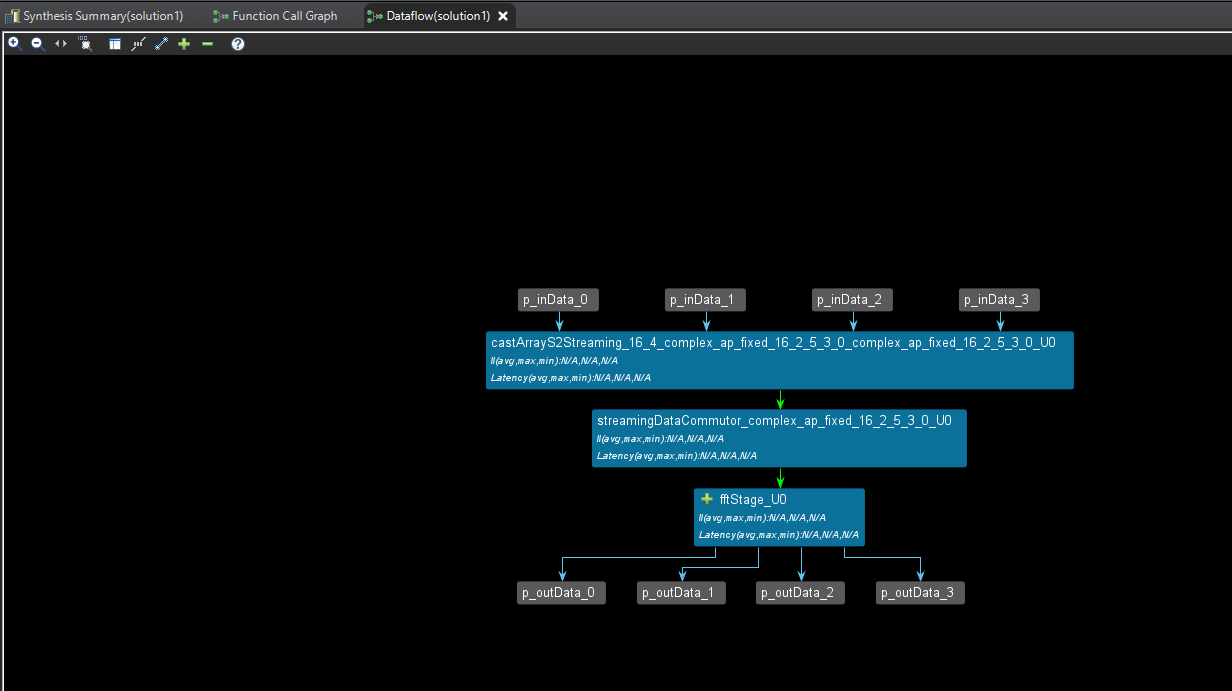 Synthesis Summary(solution1)
Function Call Graph
Dataflow(solution1)
p_inData_0
p_inData_1
p_inData_2
p_inData_3
castArrayS2Streaming_16_4_complex_ap_fixed_16_2_5_3_0_complex_ap_fixed_16_2_5_3_0_U0
II(avg,max,min):N/A,N/A,N/A
Latency(avg,max,min):N/A,N/A,N/A
streamingDataCommutor_complex_ap_fixed_16_2_5_3_0_U0
II(avg,max,min):N/A,N/A,N/A
Latency(avg,max,min):N/A,N/A,N/A
fftStage_U0
II(avg,max,min):N/A,N/A,N/A
Latency(avg,max,min):N/A,N/A,N/A
p_outData_0
p_outData_1
p_outData_2
p_outData_3